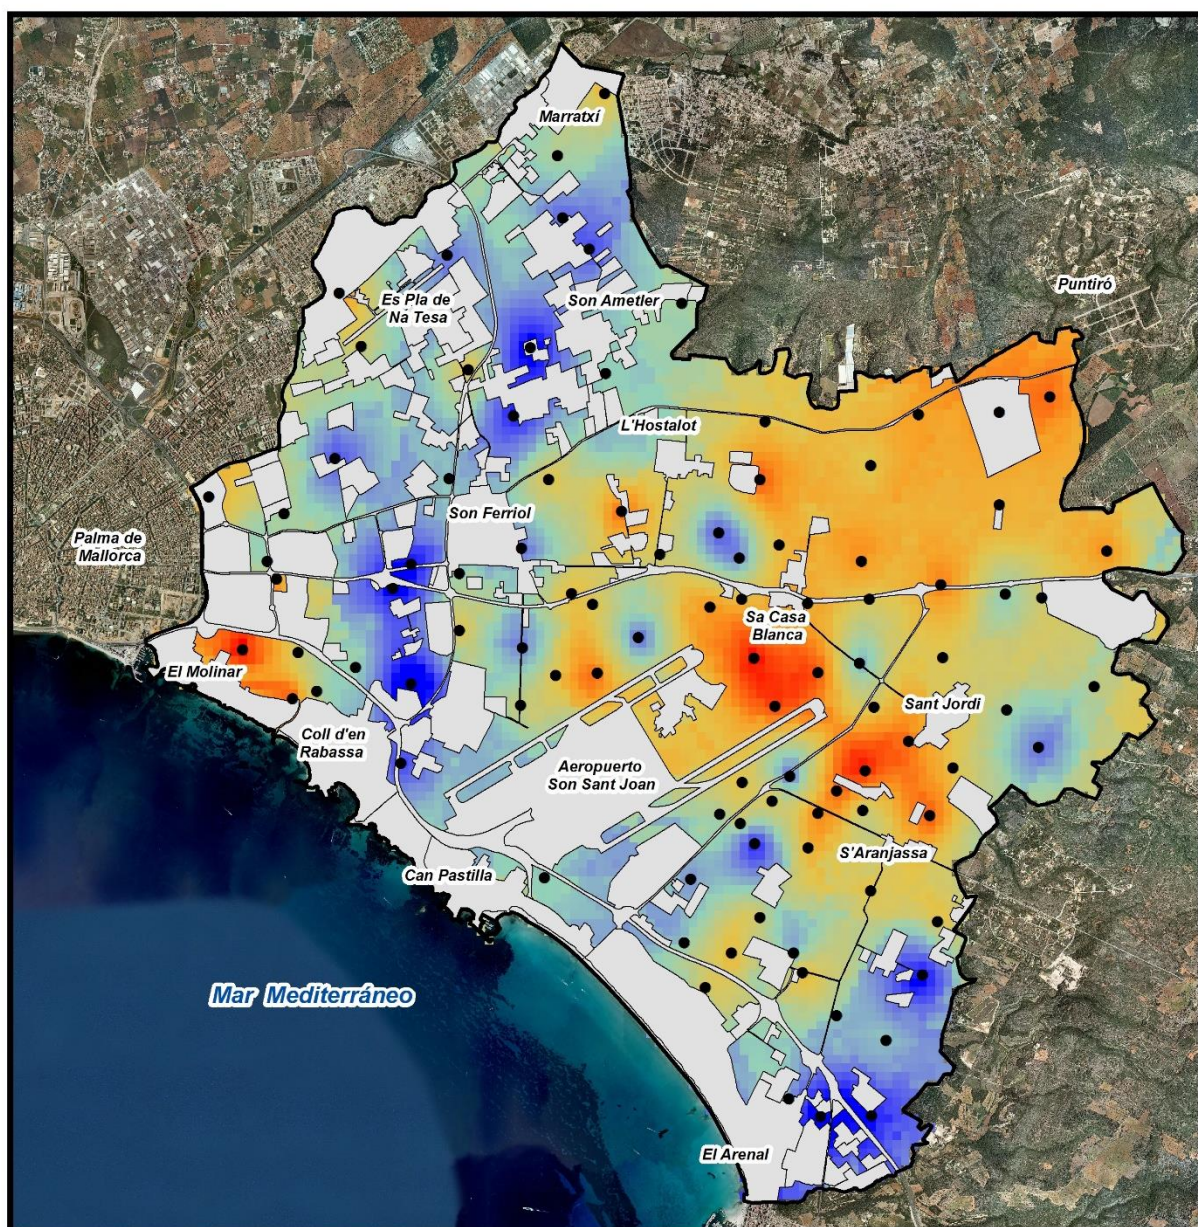 Marratxí
Puntiró
Es Pla de
Na Tesa
Son Ametler
L'Hostalot
Son Ferriol
Palma de
Mallorca
Sa Casa
Blanca
El Molinar
Sant Jordi
Coll d'en
Rabassa
Aeropuerto
Son Sant Joan
S'Aranjassa
Can Pastilla
Mar Mediterráneo
El Arenal